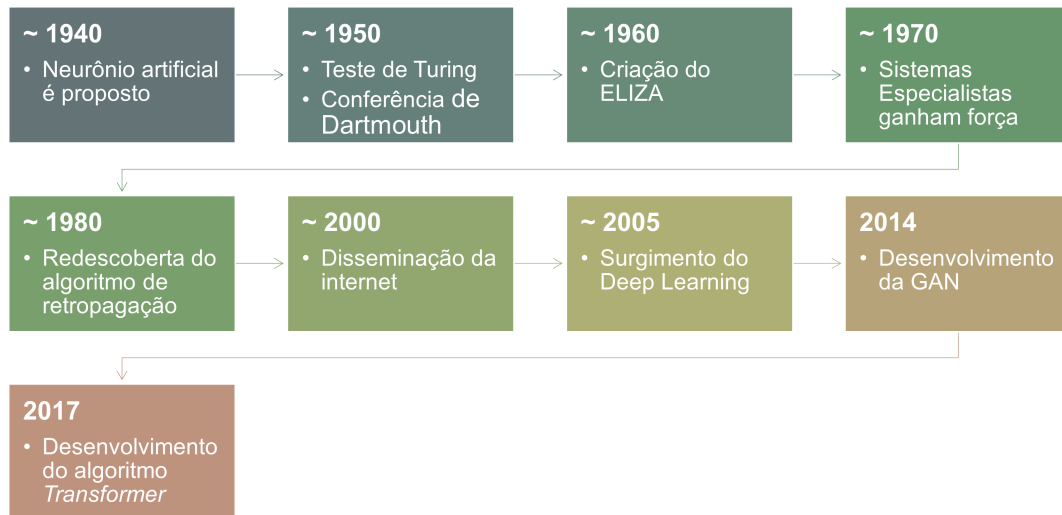 ~ 1940
• Neurônio artificial
é proposto
~ 1950
• Teste de Turing
• Conferência de
Dartmouth
~ 1960
• Criação do
ELIZA
~ 1970
• Sistemas
Especialistas
ganham força
~ 1980
• Redescoberta do
algoritmo de
retropagação
~ 2000
• Disseminação da
internet
~ 2005
• Surgimento do
Deep Learning
2014
• Desenvolvimento
da GAN
2017
• Desenvolvimento
do algoritmo
Transformer